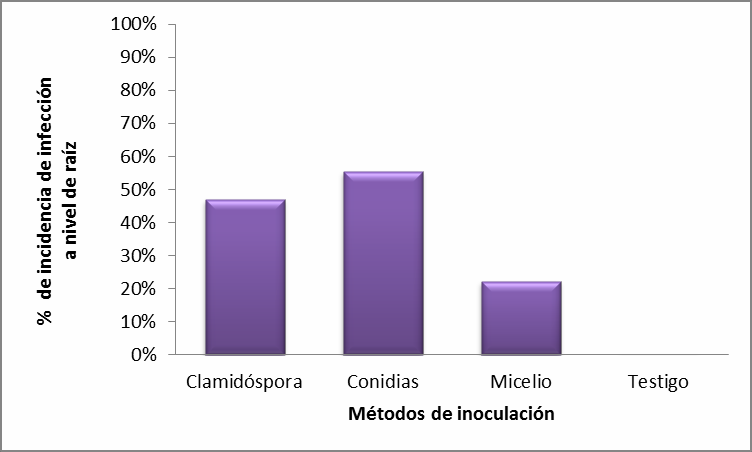 100%
90%
80%
70%
60%
50%
40%
30%
20%
10%
0%
% de incidencia de infección
a nivel de raíz
Clamidóspora Conidias Micelio Testigo
Métodos de inoculación